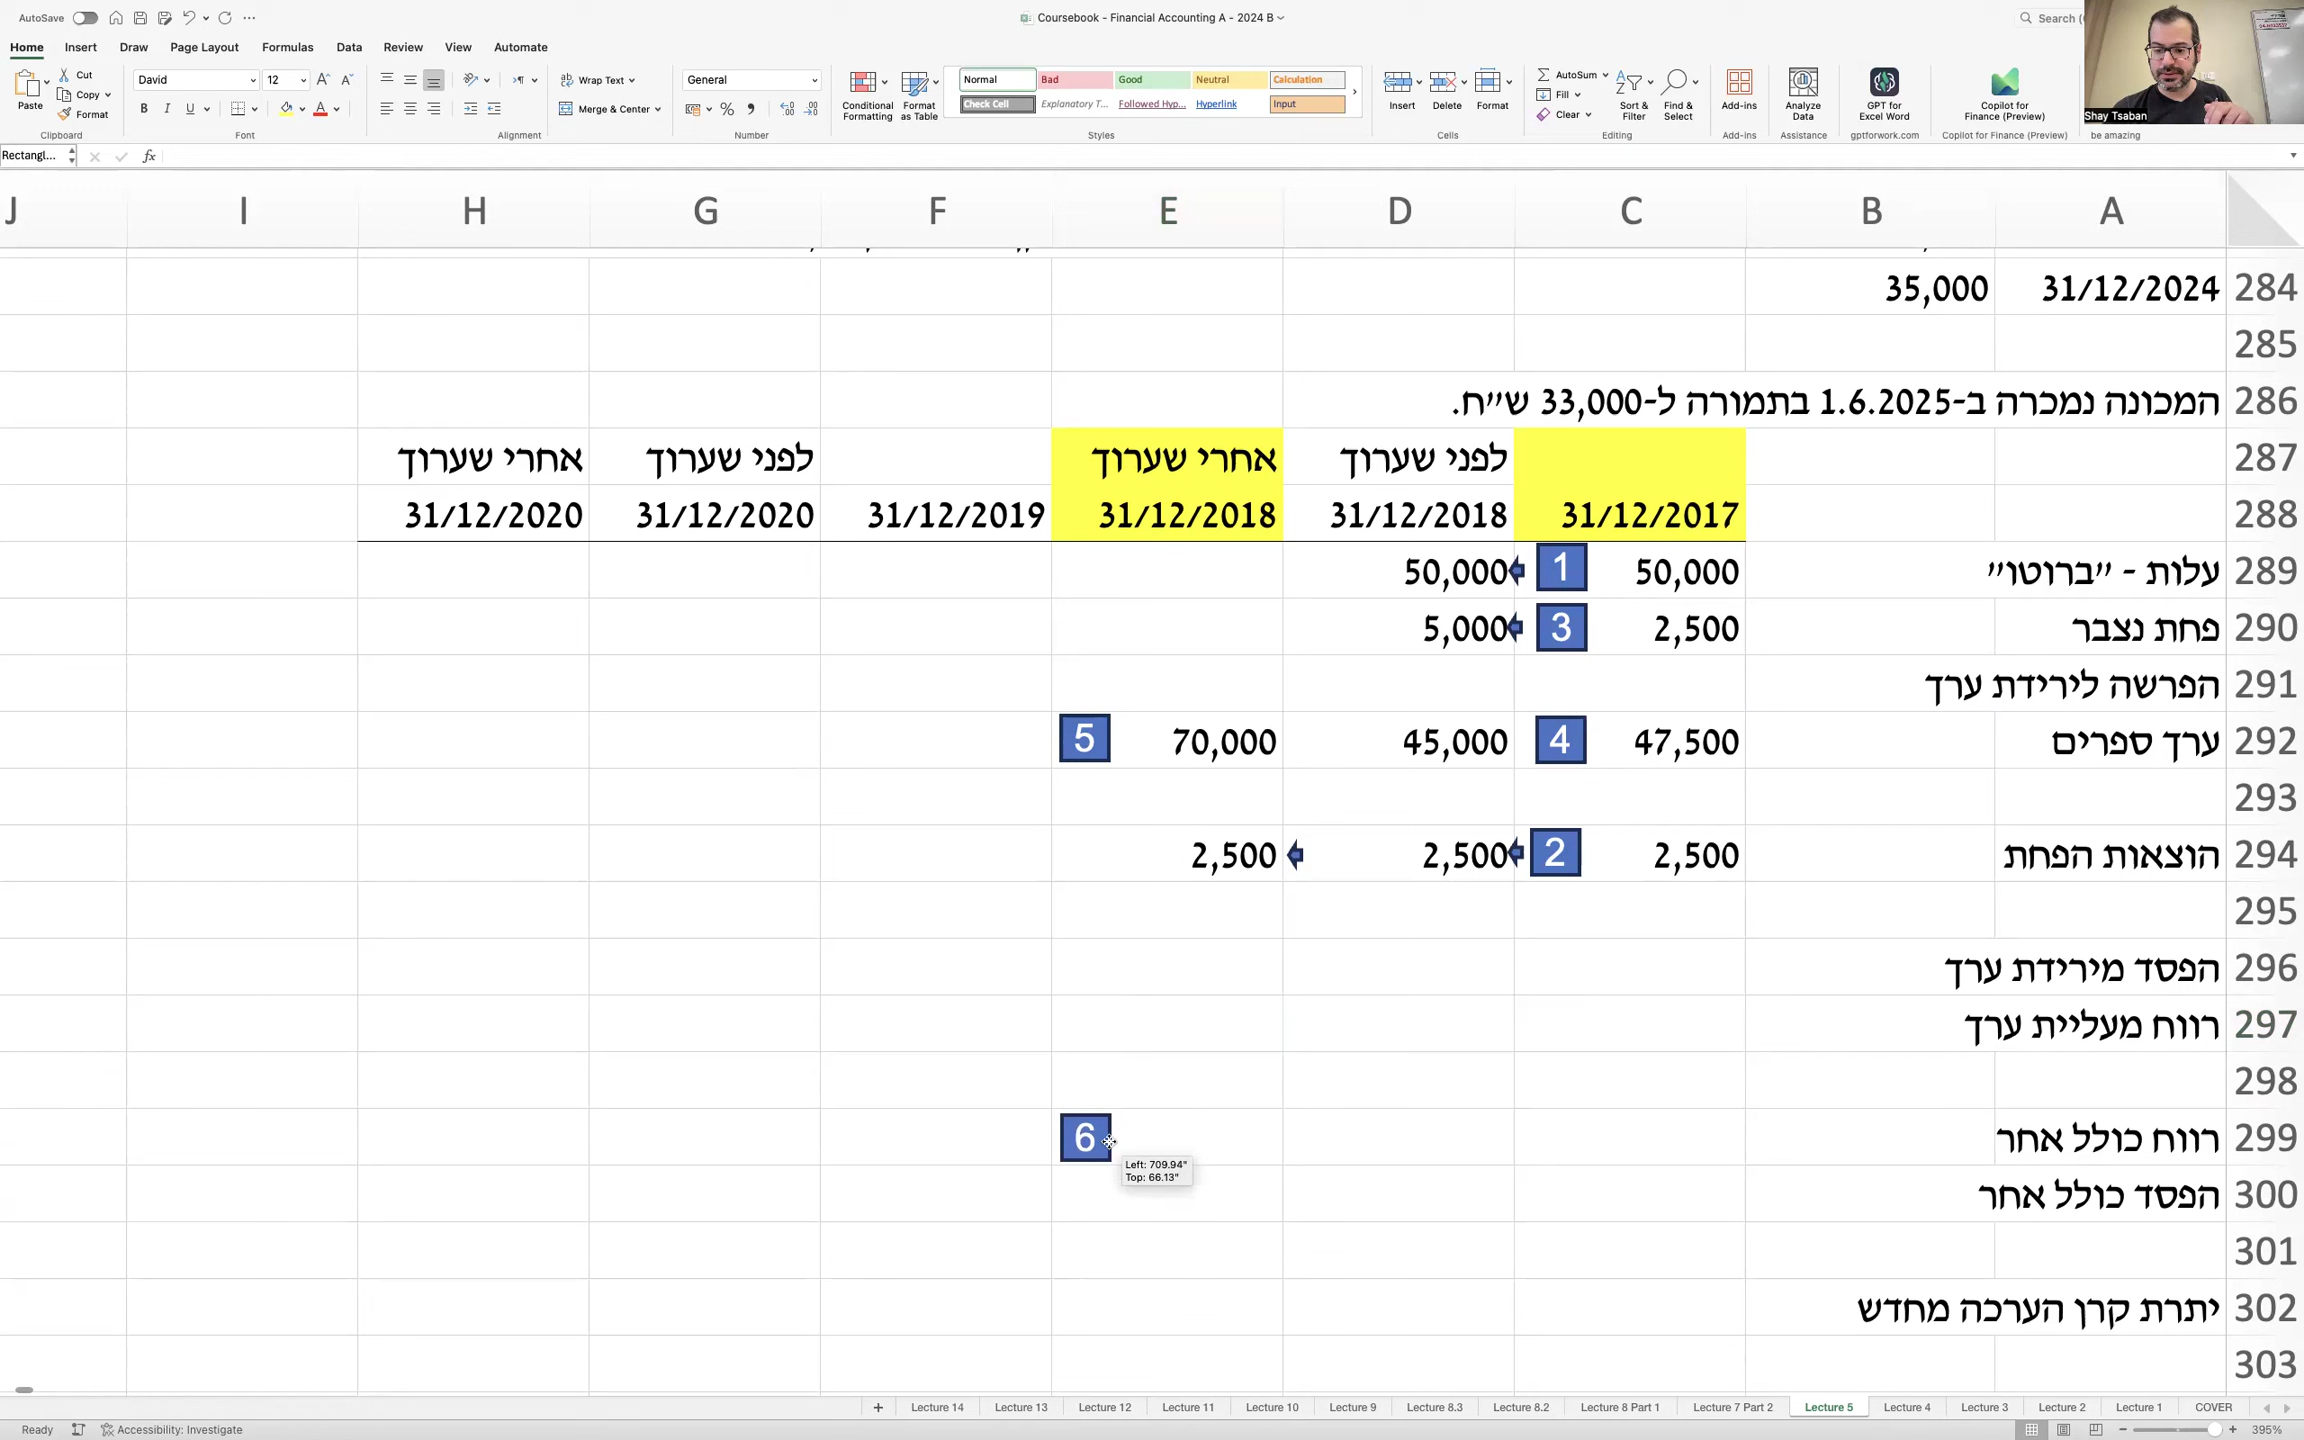 AutoSave
Coursebook - Financial Accounting A - 2024 B
Search (
Home Insert Draw Page Layout Formulas Data Review View Automate
Paste
Cut
Copy
Format
Clipboard
David 12
B I U
Font
Wrap Text
Merge & Center
Alignment
General
Number
Conditional Formatting
Format as Table
Normal Bad Good Neutral Calculation
Check Cell Explanatory T... Followed Hyp... Hyperlink Input
Styles
Insert Delete Format
Cells
AutoSum
Fill
Clear
Sort & Filter
Find & Select
Editing
Add-ins
Add-ins
Analyze Data
Assistance
GPT for Excel Word
gptforwork.com
Copilot for Finance (Preview)
Copilot for Finance (Preview)
be amazing
Shay Tsaban
Rectangl... fx
A B C D E F G H I J
284 31/12/2024 35,000
285
286 המכונה נמכרה ב-1.6.2025 בתמורה ל-33,000 ש״ח.
287 לפני שערוך אחרי שערוך לפני שערוך אחרי שערוך
288 31/12/2017 31/12/2018 31/12/2018 31/12/2019 31/12/2020 31/12/2020
289 עלות - ״ברוטו״ 50,000 1 50,000
290 פחת נצבר 2,500 3 5,000
291 הפרשה לירידת ערך
292 ערך ספרים 47,500 4 45,000 70,000 5
293
294 הוצאות הפחת 2,500 2 2,500 2,500
295
296 הפסד מירידת ערך
297 רווח מעליית ערך
298
299 רווח כולל אחר 6
Left: 709.94"
Top: 66.13"
300 הפסד כולל אחר
301
302 יתרת קרן הערכה מחדש
303
+ Lecture 14 Lecture 13 Lecture 12 Lecture 11 Lecture 10 Lecture 9 Lecture 8.3 Lecture 8.2 Lecture 8 Part 1 Lecture 7 Part 2 Lecture 5 Lecture 4 Lecture 3 Lecture 2 Lecture 1 COVER
Ready Accessibility: Investigate 395%